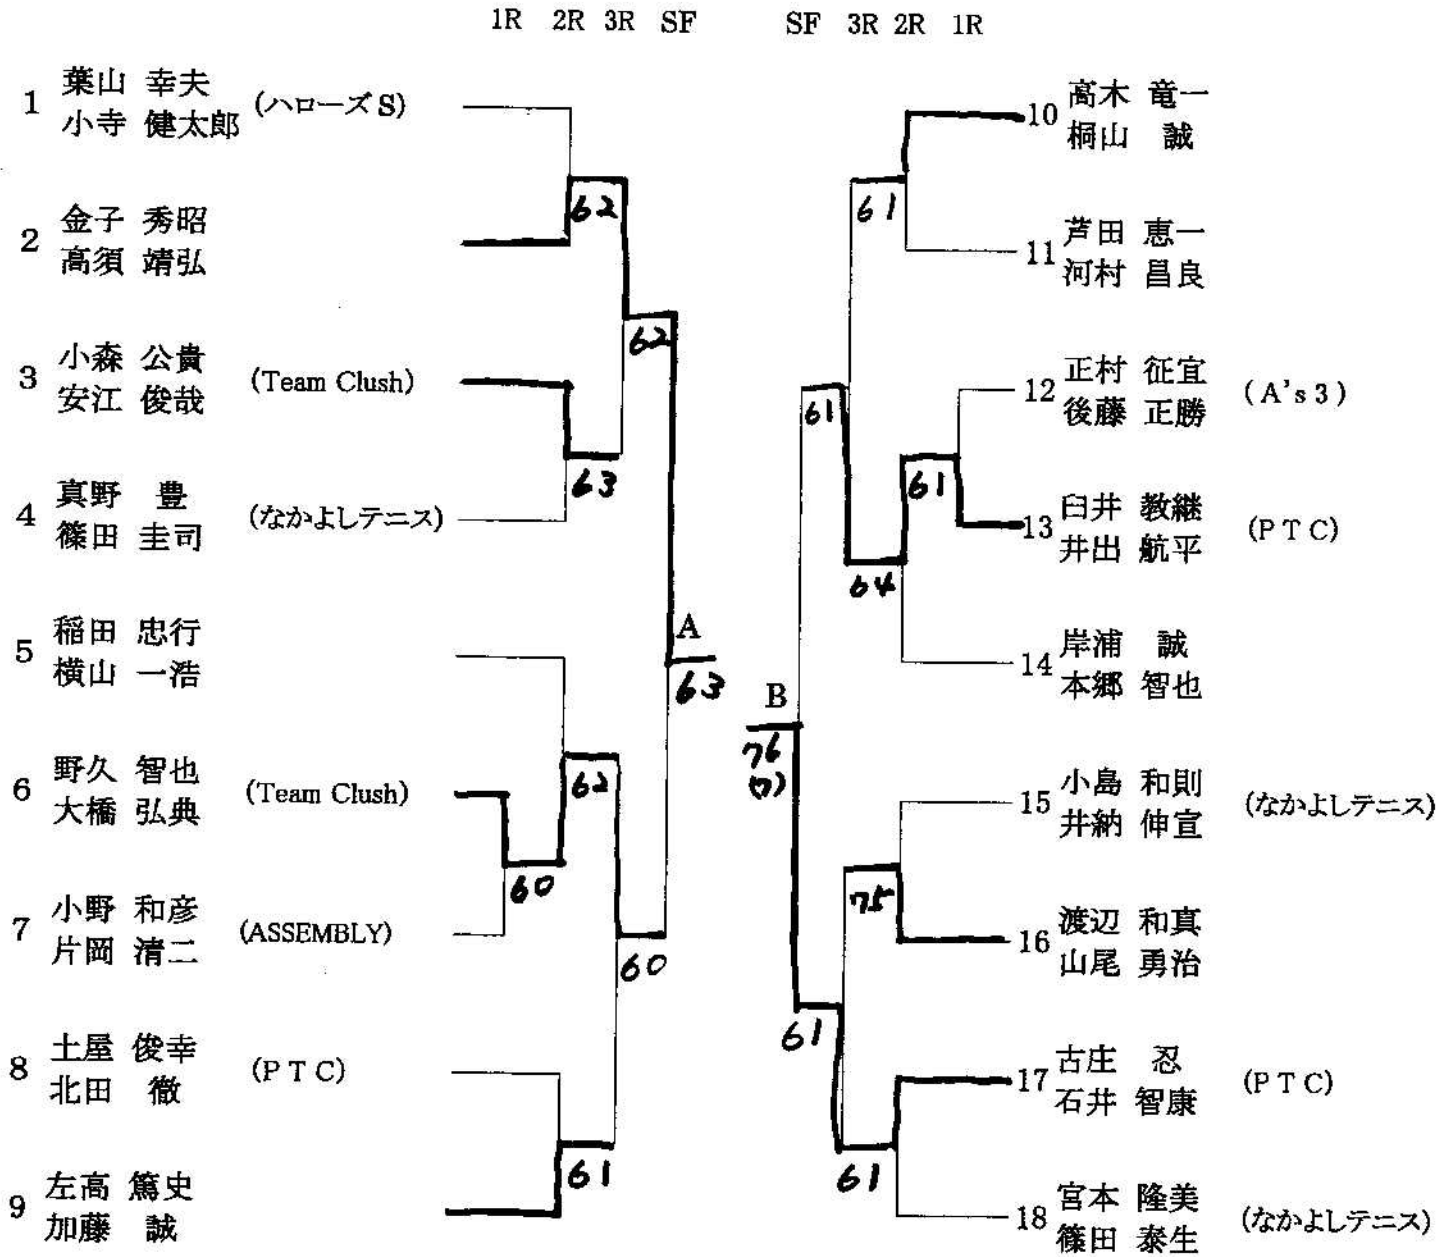 1R 2R 3R SF SF 3R 2R 1R
1 葉山 幸夫
小寺 健太郎 (ハローズS)
2 金子 秀昭
高須 靖弘
3 小森 公貴
安江 俊哉 (Team Clush)
4 真野 豊
篠田 圭司 (なかよしテニス)
5 稲田 忠行
横山 一浩
6 野久 智也
大橋 弘典 (Team Clush)
7 小野 和彦
片岡 清二 (ASSEMBLY)
8 土屋 俊幸
北田 徹 (PTC)
9 左高 篤史
加藤 誠
62
63
62
60
61
62
60
A
63
10 高木 竜一
桐山 誠
11 芦田 恵一
河村 昌良
12 正村 征宜
後藤 正勝 (A's 3)
13 臼井 教継
井出 航平 (PTC)
14 岸浦 誠
本郷 智也
15 小島 和則
井納 伸宣 (なかよしテニス)
16 渡辺 和真
山尾 勇治
17 古庄 忍
石井 智康 (PTC)
18 宮本 隆美
篠田 泰生 (なかよしテニス)
61
61
61
64
75
61
61
B
76
(7)